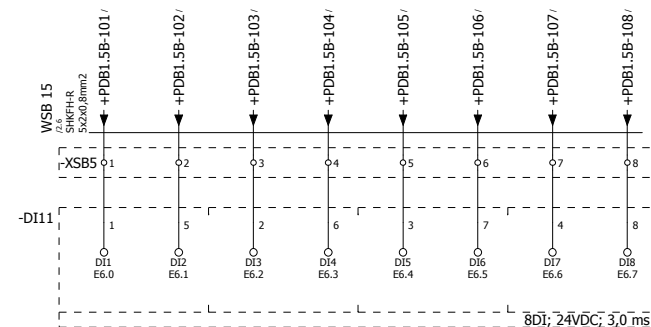 +PDB1.5B-101 /
+PDB1.5B-102 /
+PDB1.5B-103 /
+PDB1.5B-104 /
+PDB1.5B-105 /
+PDB1.5B-106 /
+PDB1.5B-107 /
+PDB1.5B-108 /
WSB 15
/2.6
SHKFH-R
5x2x0,8mm2
-XSB5 1 2 3 4 5 6 7 8
-DI11
1 5 2 6 3 7 4 8
DI1 DI2 DI3 DI4 DI5 DI6 DI7 DI8
E6.0 E6.1 E6.2 E6.3 E6.4 E6.5 E6.6 E6.7
8DI; 24VDC; 3,0 ms